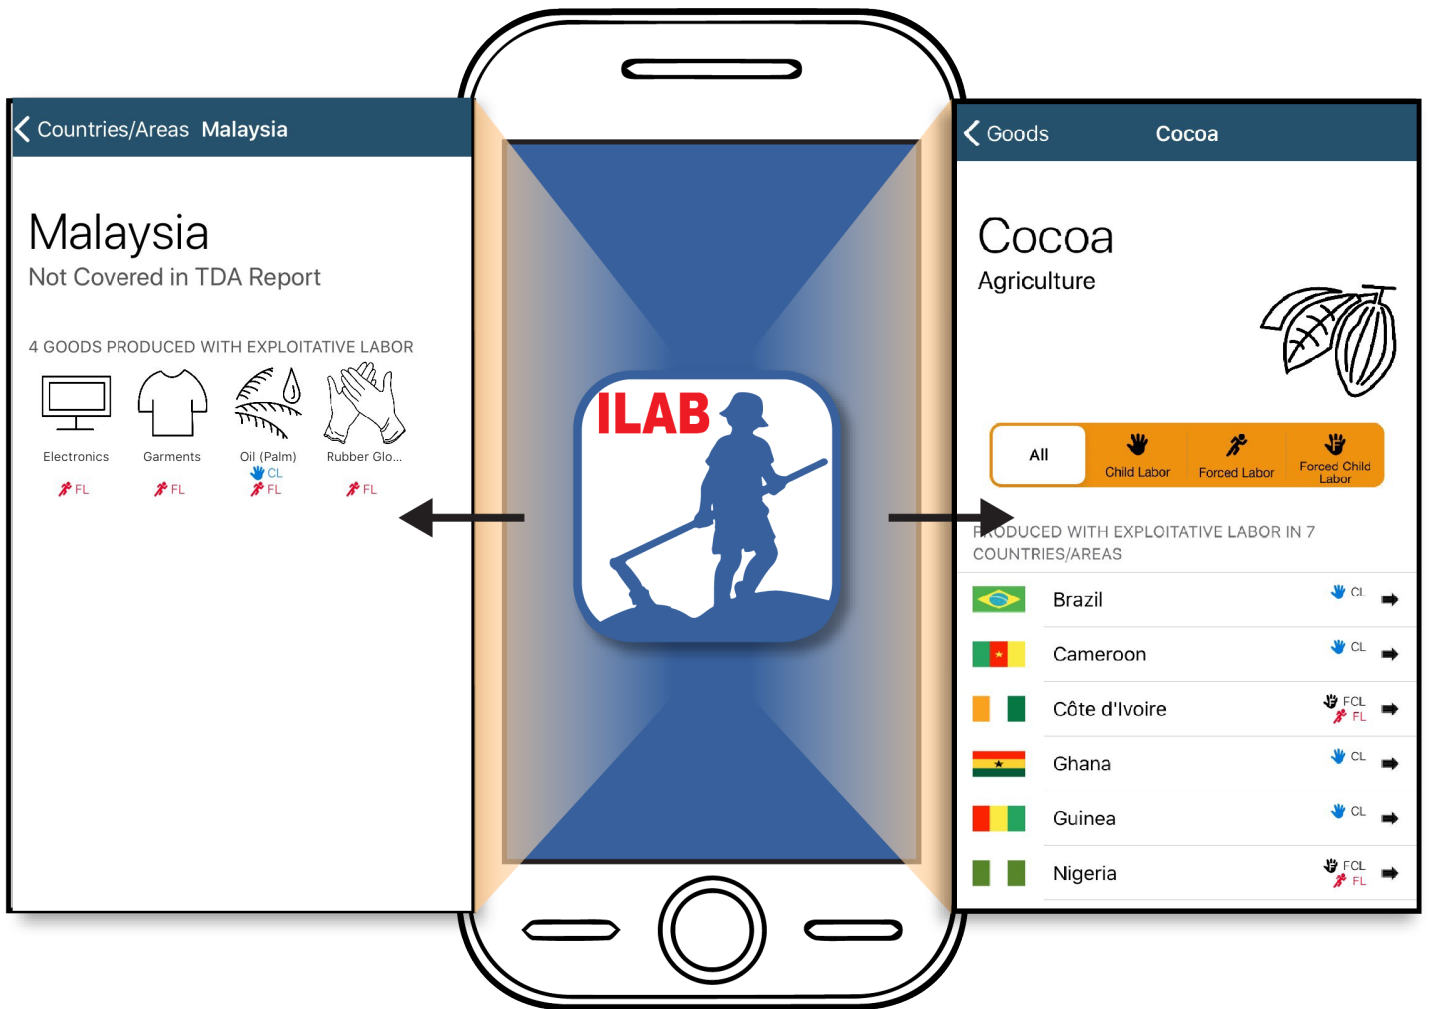 Countries/Areas Malaysia
Malaysia
Not Covered in TDA Report
4 GOODS PRODUCED WITH EXPLOITATIVE LABOR
Electronics
FL
Garments
FL
Oil (Palm)
CL
FL
Rubber Glo...
FL
ILAB
Goods Cocoa
Cocoa
Agriculture
All
Child Labor
Forced Labor
Forced Child
Labor
PRODUCED WITH EXPLOITATIVE LABOR IN 7
COUNTRIES/AREAS
Brazil CL
Cameroon CL
Côte d'Ivoire FCL
FL
Ghana CL
Guinea CL
Nigeria FCL
FL